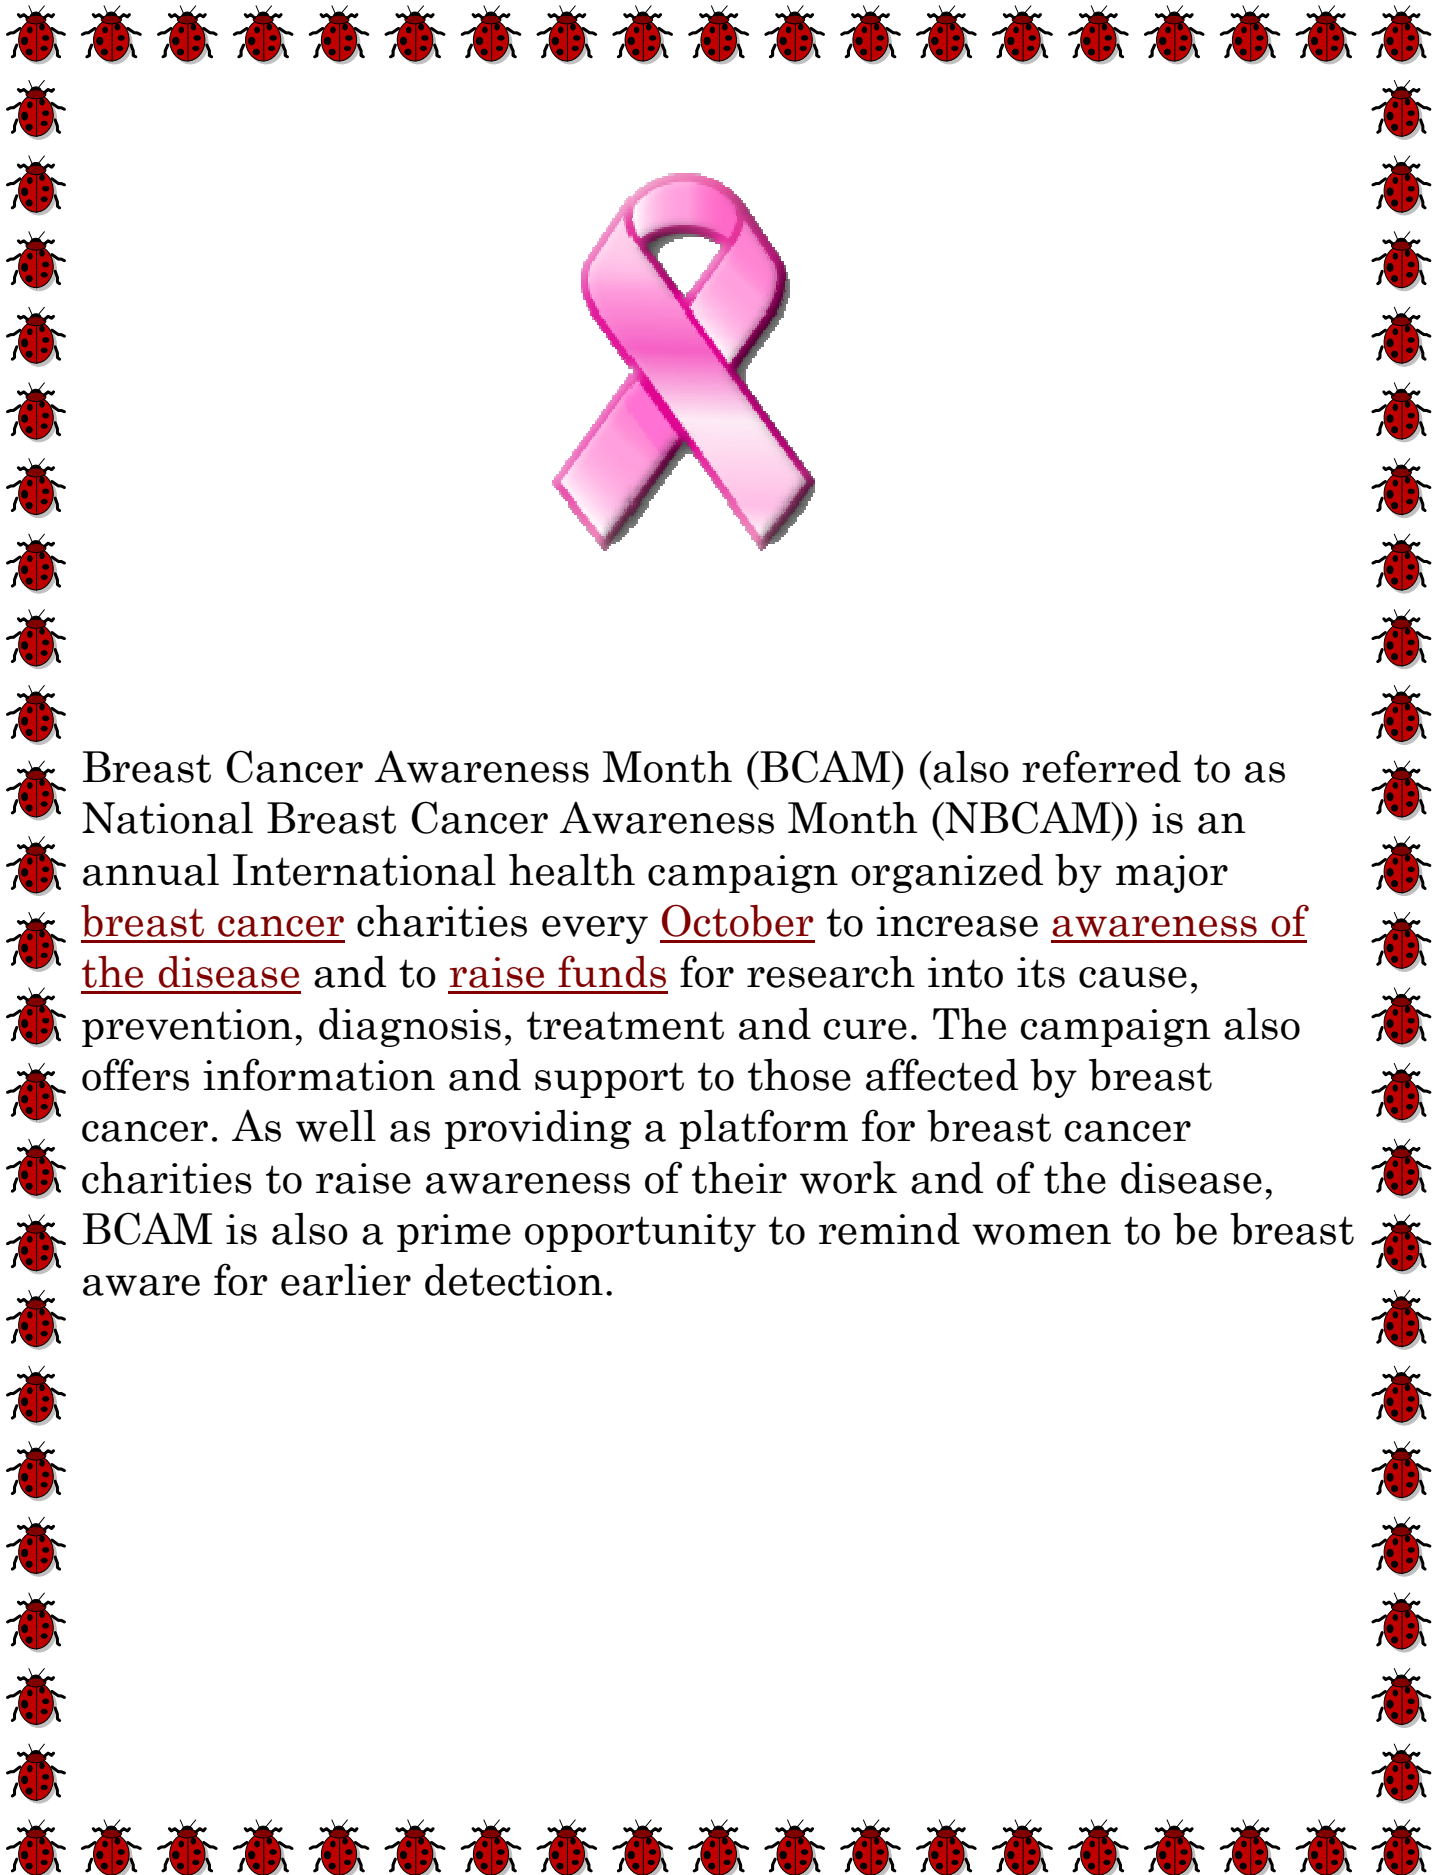 Breast Cancer Awareness Month (BCAM) (also referred to as
National Breast Cancer Awareness Month (NBCAM)) is an
annual International health campaign organized by major
breast cancer charities every October to increase awareness of
the disease and to raise funds for research into its cause,
prevention, diagnosis, treatment and cure. The campaign also
offers information and support to those affected by breast
cancer. As well as providing a platform for breast cancer
charities to raise awareness of their work and of the disease,
BCAM is also a prime opportunity to remind women to be breast
aware for earlier detection.